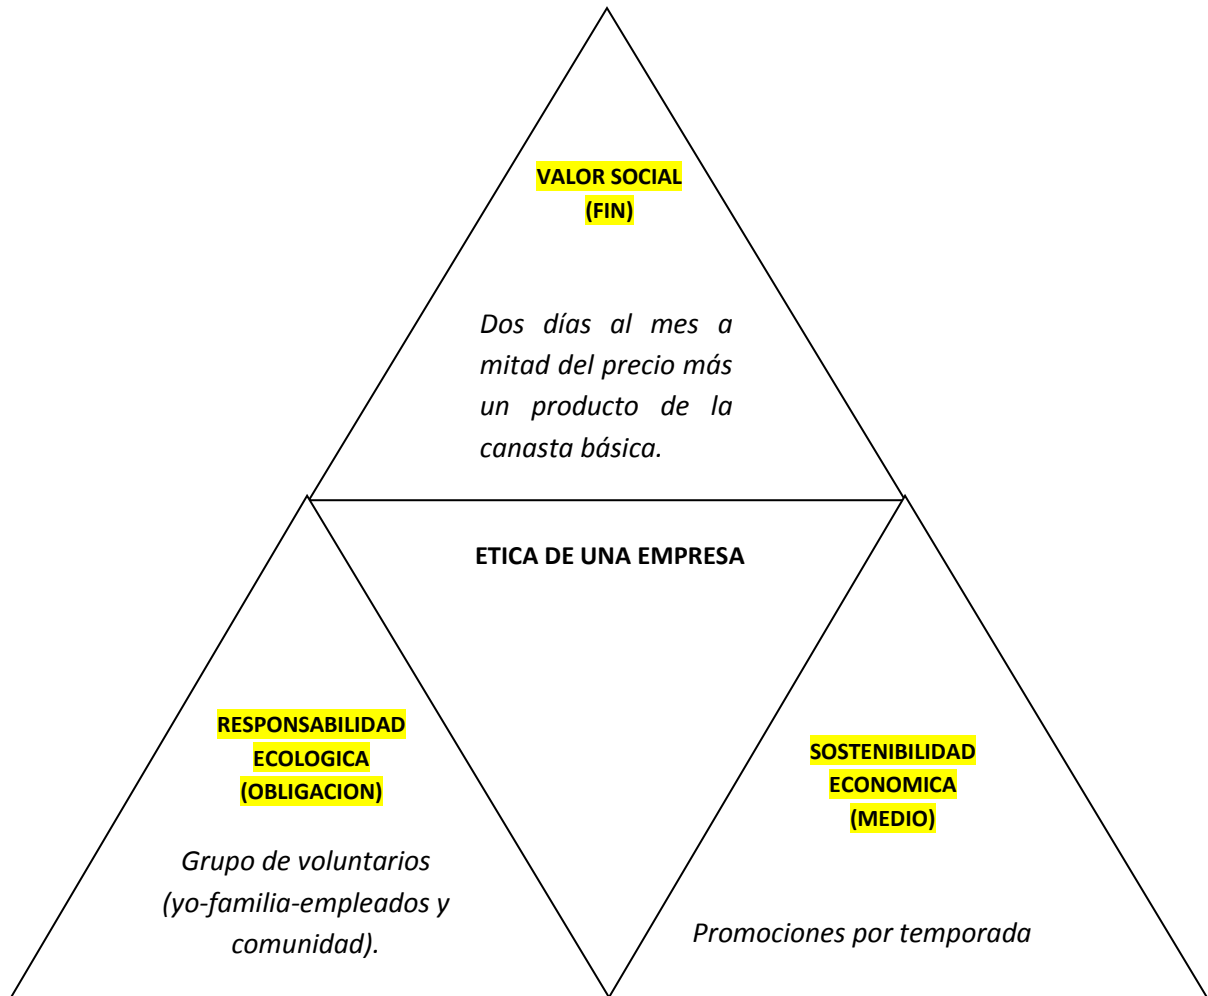 VALOR SOCIAL
(FIN)
Dos días al mes a
mitad del precio más
un producto de la
canasta básica.
ETICA DE UNA EMPRESA
RESPONSABILIDAD
ECOLOGICA
(OBLIGACION)
Grupo de voluntarios
(yo-familia-empleados y
comunidad).
SOSTENIBILIDAD
ECONOMICA
(MEDIO)
Promociones por temporada